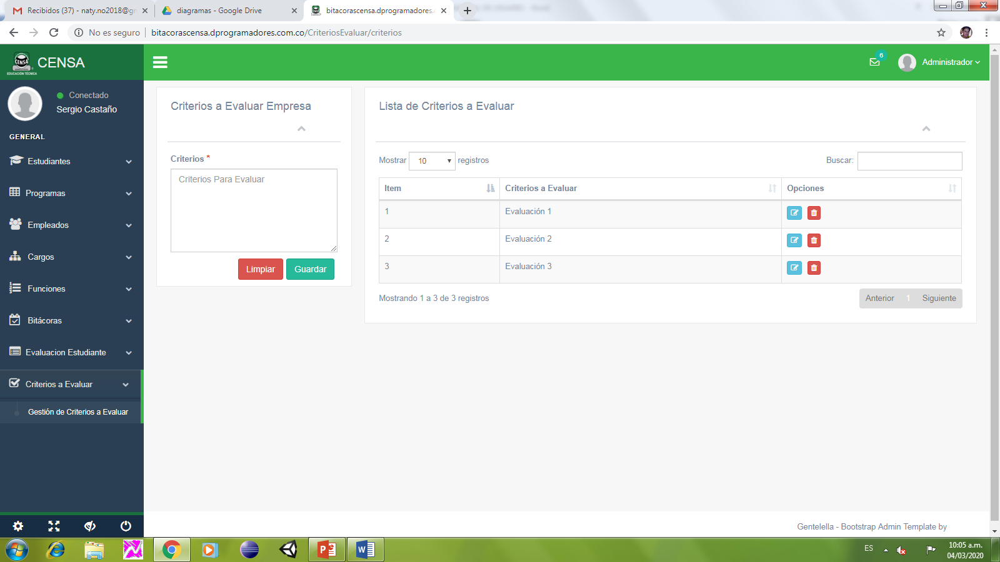 Recibidos (37) - naty.no2018@gm
diagramas - Google Drive
bitacorascensa.dprogramadores.
No es seguro
bitacorascensa.dprogramadores.com.co/CriteriosEvaluar/criterios
CENSA
EDUCACIÓN TÉCNICA
CENSA
6
Administrador
Conectado
Sergio Castaño
GENERAL
Estudiantes
Programas
Empleados
Cargos
Funciones
Bitácoras
Evaluacion Estudiante
Criterios a Evaluar
Gestión de Criterios a Evaluar
Criterios a Evaluar Empresa
Criterios *
Criterios Para Evaluar
Limpiar
Guardar
Lista de Criterios a Evaluar
Mostrar 10 registros
Buscar:
Item Criterios a Evaluar Opciones
1 Evaluación 1
2 Evaluación 2
3 Evaluación 3
Mostrando 1 a 3 de 3 registros
Anterior 1 Siguiente
Gentelella - Bootstrap Admin Template by
ES
10:05 a.m.
04/03/2020